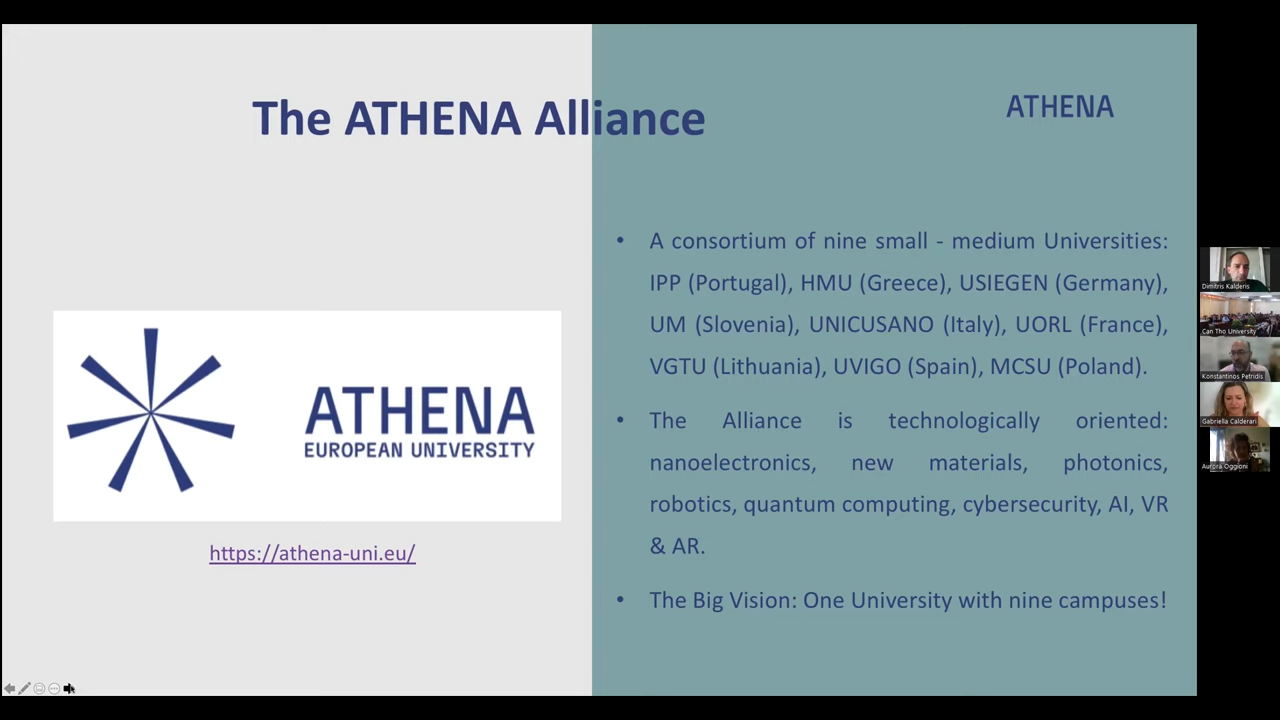 The ATHENA Alliance
ATHENA
ATHENA
EUROPEAN UNIVERSITY
https://athena-uni.eu/
• A consortium of nine small - medium Universities:
IPP (Portugal), HMU (Greece), USIEGEN (Germany),
UM (Slovenia), UNICUSANO (Italy), UORL (France),
VGTU (Lithuania), UVIGO (Spain), MCSU (Poland).
• The Alliance is technologically oriented:
nanoelectronics, new materials, photonics,
robotics, quantum computing, cybersecurity, AI, VR
& AR.
• The Big Vision: One University with nine campuses!
Dimitris Kalderis
Can Tho University
Konstantinos Petridis
Gabriella Calderari
Aurora Oggioni